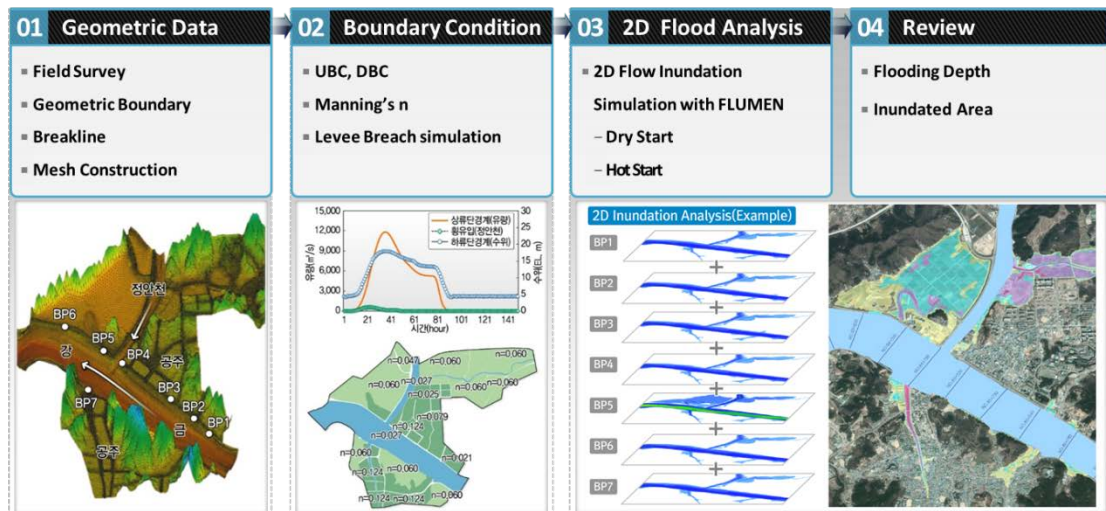 01 Geometric Data
▪ Field Survey
▪ Geometric Boundary
▪ Breakline
▪ Mesh Construction
02 Boundary Condition
▪ UBC, DBC
▪ Manning's n
▪ Levee Breach simulation
03 2D Flood Analysis
▪ 2D Flow Inundation
Simulation with FLUMEN
– Dry Start
– Hot Start
04 Review
▪ Flooding Depth
▪ Inundated Area
정안천
BP6
강
BP5
BP4
공주
BP7
BP3
BP2
금
BP1
공주
상류단경계(유량)
횡유입(정안천)
하류단경계(수위)
유량(m³/s)
15,000
12,000
9,000
6,000
3,000
0
수위(EL. m)
30
25
20
15
10
5
0
1 21 41 61 81 101 121 141
시간(hour)
n=0.047
n=0.060
n=0.060
n=0.060
n=0.060
n=0.027
n=0.060
n=0.025
n=0.060
n=0.079
n=0.124
n=0.027
n=0.060
n=0.021
n=0.124
n=0.060
n=0.060
n=0.124
n=0.124
2D Inundation Analysis(Example)
BP1
BP2
BP3
BP4
BP5
BP6
BP7